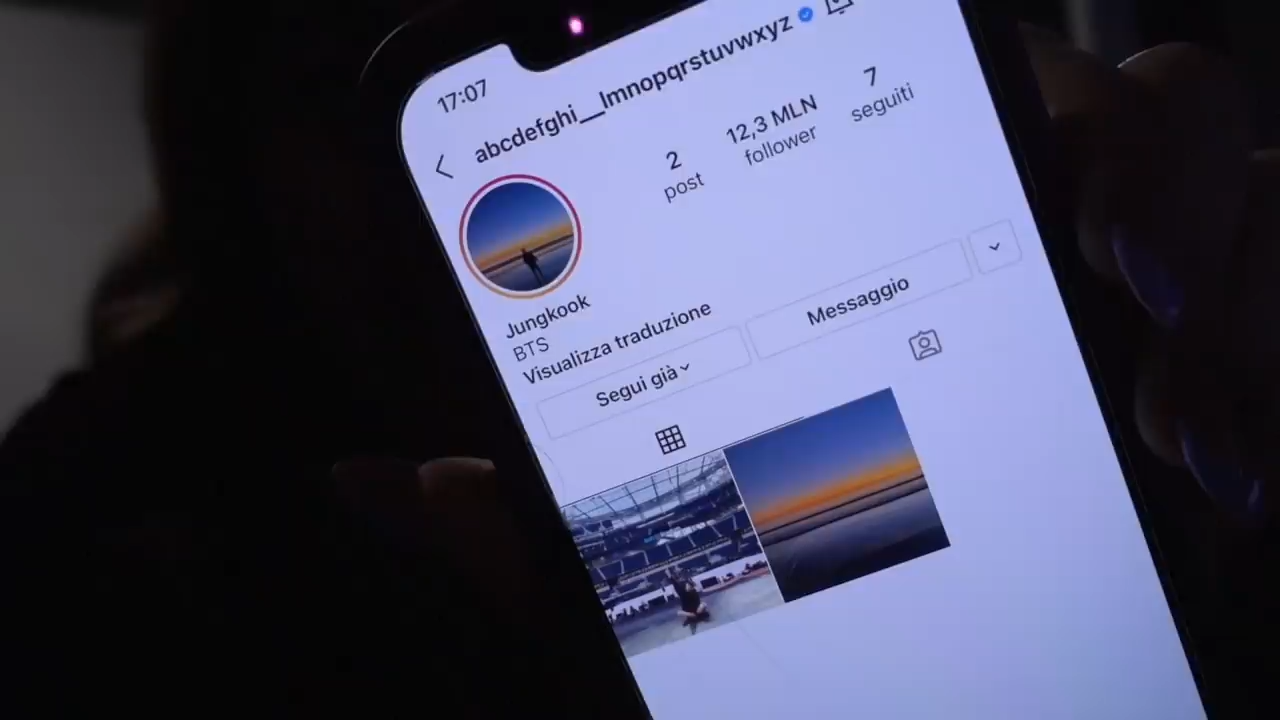 17:07
abcdefghi__lmnopqrstuvwxyz
2
post
12,3 MLN
follower
7
seguiti
Jungkook
BTS
Visualizza traduzione
Segui già
Messaggio